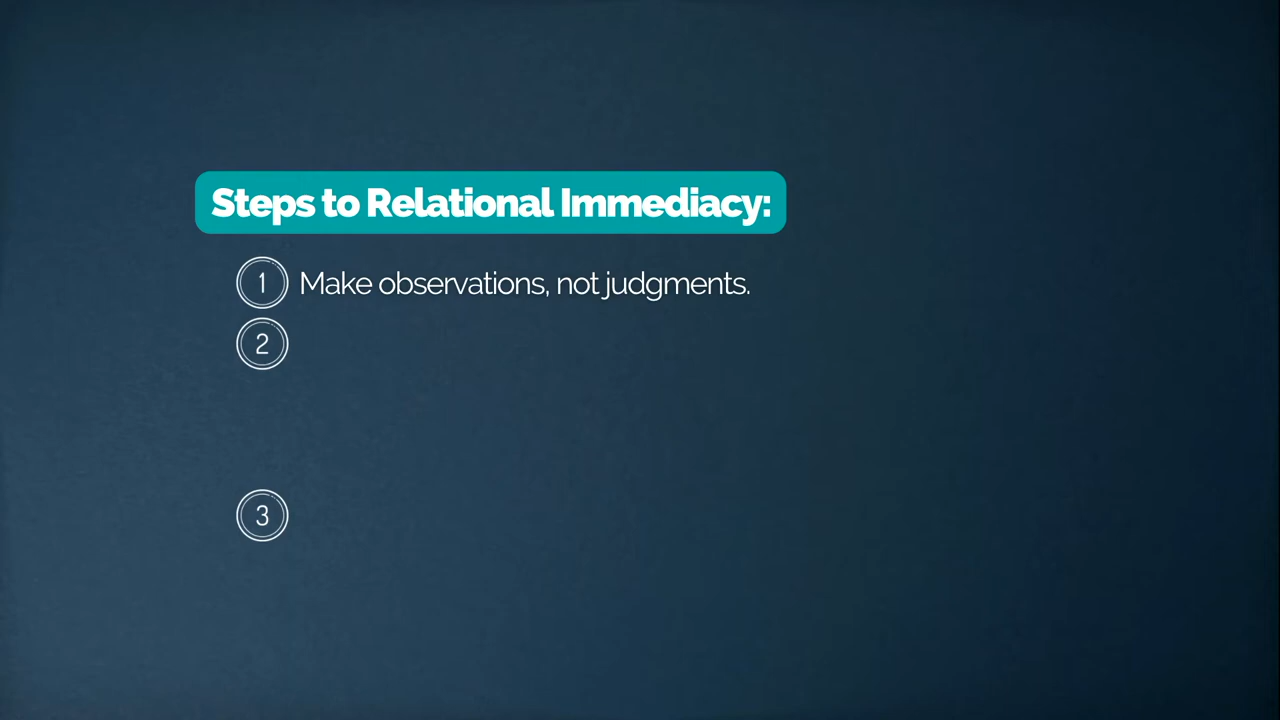 Steps to Relational Immediacy:
1 Make observations, not judgments.
2
3